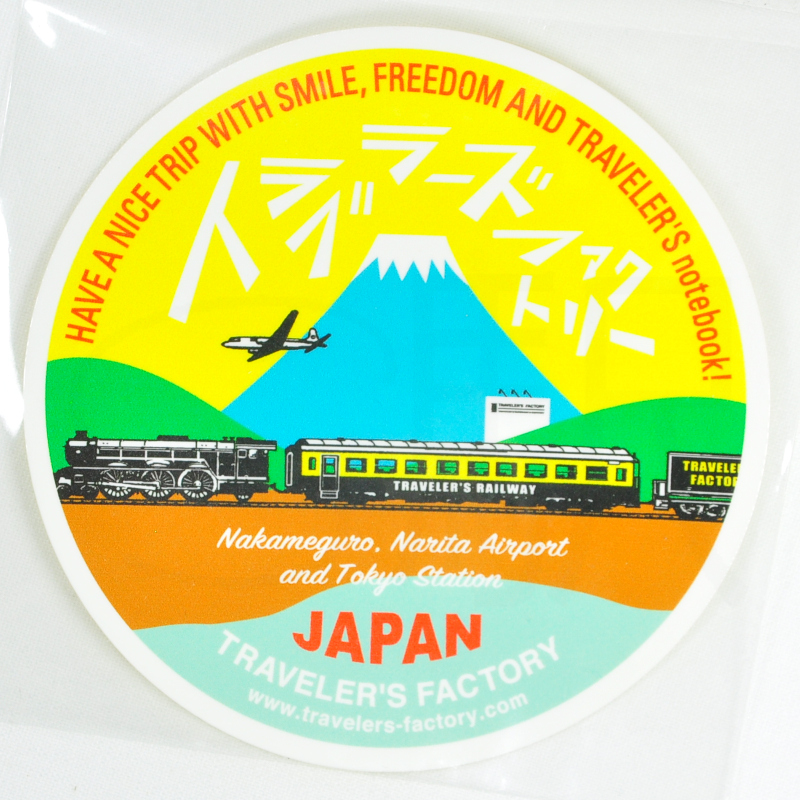 HAVE A NICE TRIP WITH SMILE, FREEDOM AND TRAVELER'S notebook!
トラベラーズ
ファクトリー
TRAVELER'S FACTORY
TRAVELER'S RAILWAY
TRAVELE
FACTOR
Nakameguro, Narita Airport
and Tokyo Station
JAPAN
TRAVELER'S FACTORY
www.travelers-factory.com